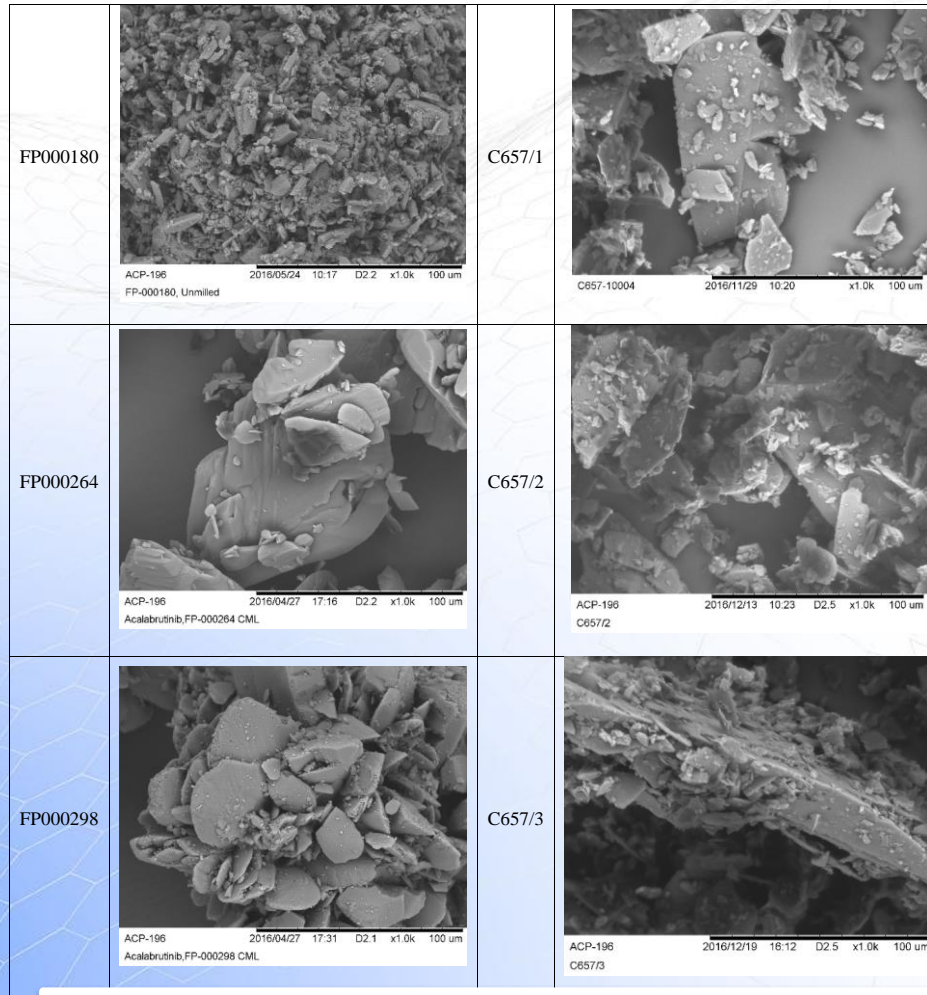 FP000180
ACP-196 2016/05/24 10:17 D2.2 x1.0k 100 um
FP-000180, Unmilled
C657/1
C657-10004 2016/11/29 10:20 x1.0k 100 um
FP000264
ACP-196 2016/04/27 17:16 D2.2 x1.0k 100 um
Acalabrutinib,FP-000264 CML
C657/2
ACP-196 2016/12/13 10:23 D2.5 x1.0k 100 um
C657/2
FP000298
ACP-196 2016/04/27 17:31 D2.1 x1.0k 100 um
Acalabrutinib,FP-000298 CML
C657/3
ACP-196 2016/12/19 16:12 D2.5 x1.0k 100 um
C657/3